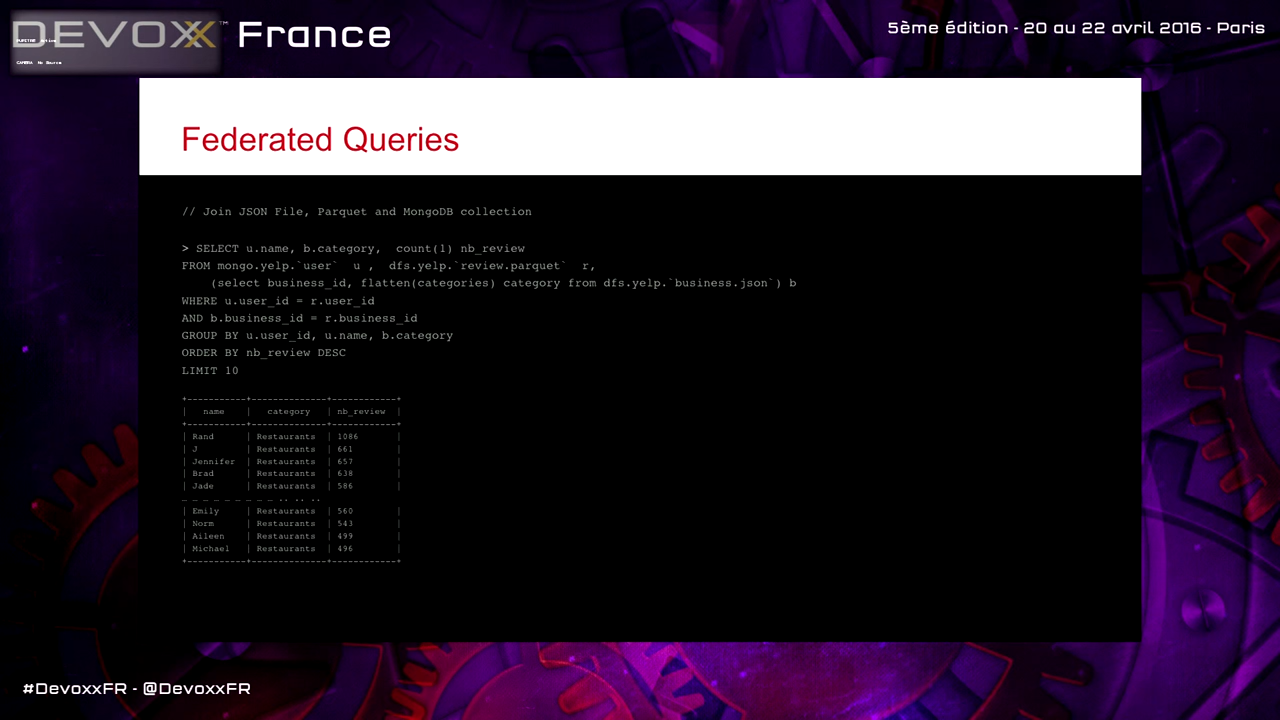 DEVOXX™ France
5ème édition - 20 au 22 avril 2016 - Paris
Federated Queries
// Join JSON File, Parquet and MongoDB collection
> SELECT u.name, b.category,  count(1) nb_review
FROM mongo.yelp.`user`  u ,  dfs.yelp.`review.parquet`  r,
    (select business_id, flatten(categories) category from dfs.yelp.`business.json`) b
WHERE u.user_id = r.user_id
AND b.business_id = r.business_id
GROUP BY u.user_id, u.name, b.category
ORDER BY nb_review DESC
LIMIT 10
+-----------+--------------+------------+
|   name    |   category   | nb_review  |
+-----------+--------------+------------+
| Rand      | Restaurants  | 1086       |
| J         | Restaurants  | 661        |
| Jennifer  | Restaurants  | 657        |
| Brad      | Restaurants  | 638        |
| Jade      | Restaurants  | 586        |
| Emily     | Restaurants  | 560        |
| Norm      | Restaurants  | 543        |
| Aileen    | Restaurants  | 499        |
| Michael   | Restaurants  | 496        |
+-----------+--------------+------------+
#DevoxxFR - @DevoxxFR